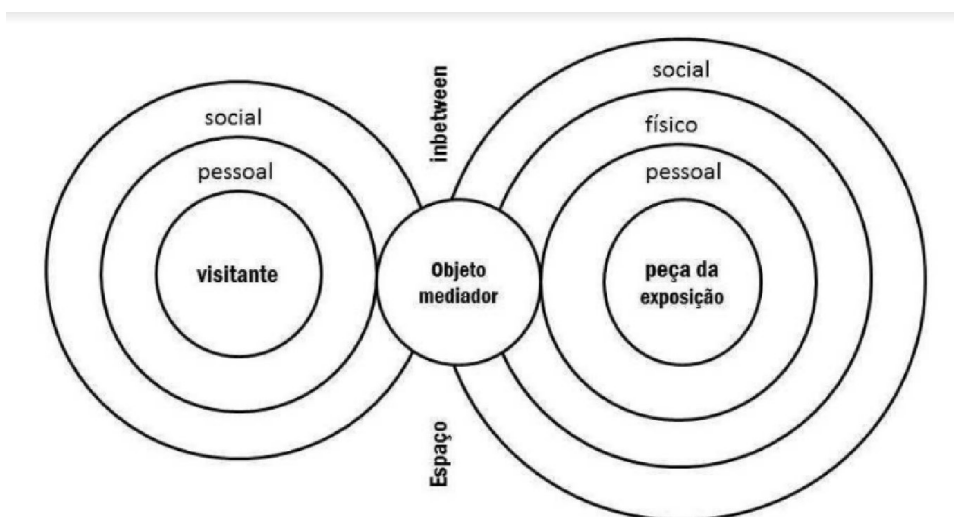 social
pessoal
visitante
inbetween
Objeto
mediador
Espaço
social
físico
pessoal
peça da
exposição